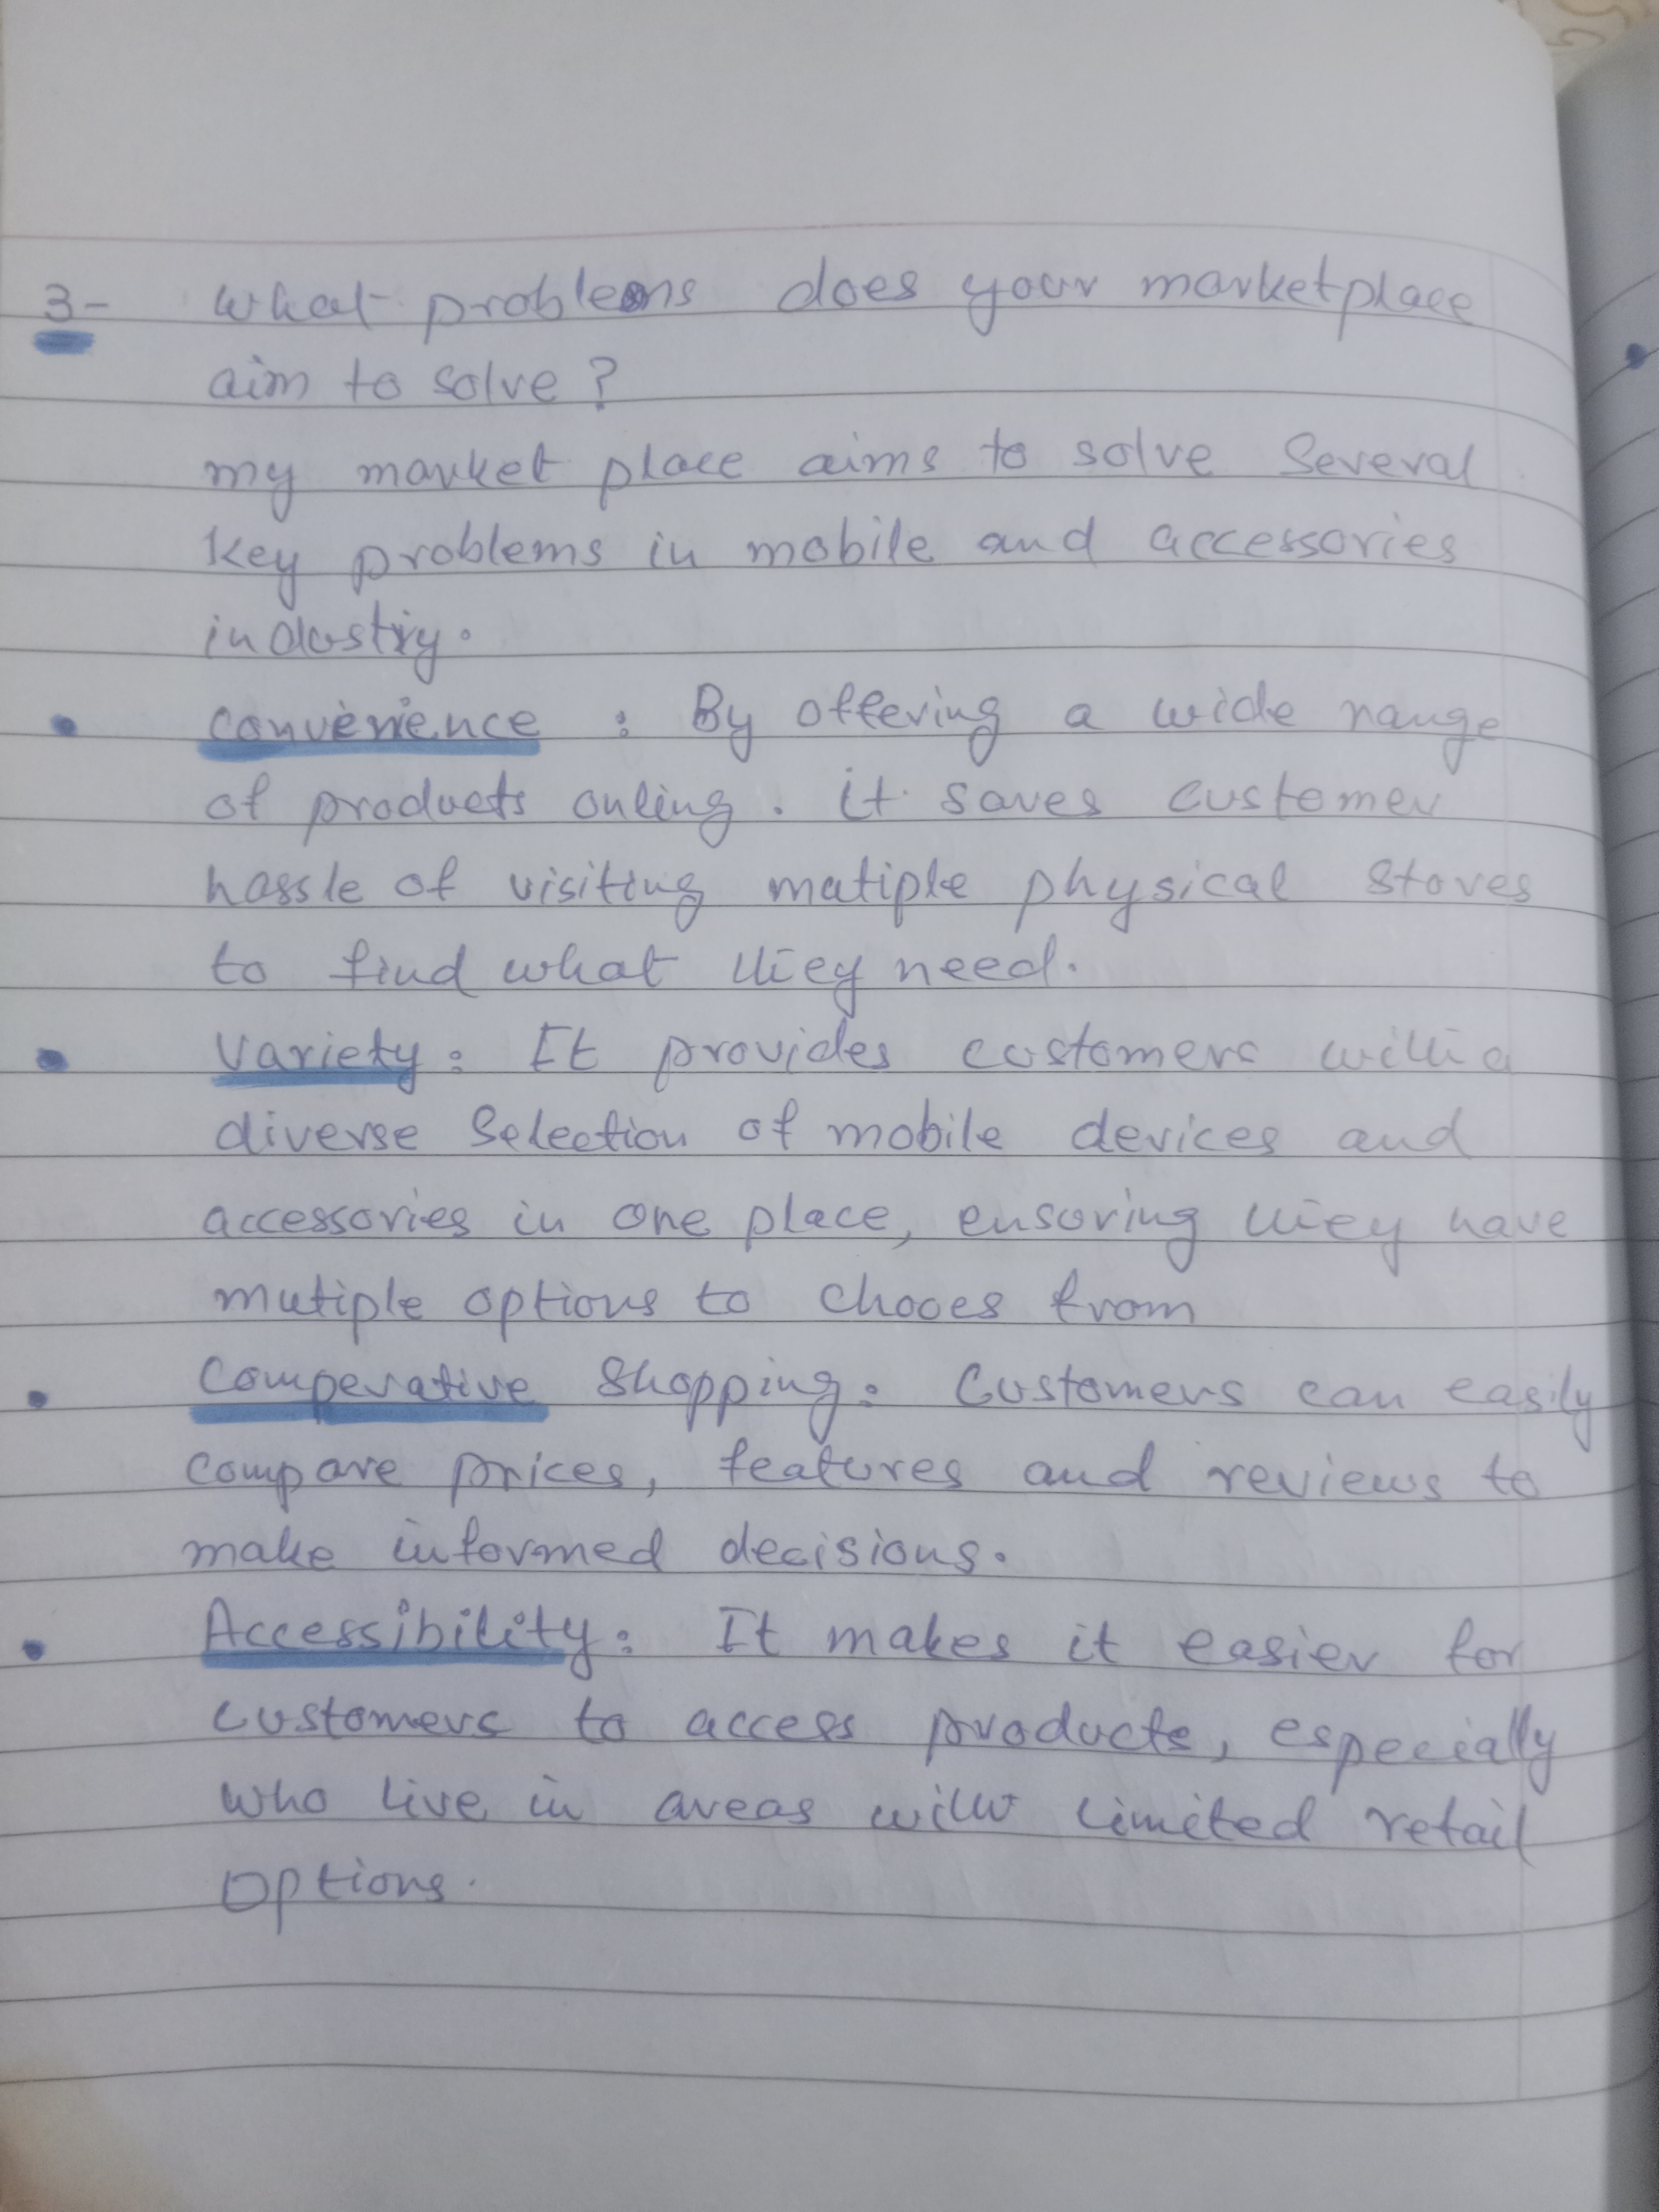 3- What problems does your marketplace
aim to solve?
my market place aims to solve Several
key problems in mobile and accessories
industry.
• convenience : By offering a wide range
of products onling. it saves customer
hassle of visiting matiple physical stores
to find what they need.
• Variety: It provides customers with a
diverse Selection of mobile devices and
accessories in one place, ensuring they have
mutiple options to chooes from
• Comperative Shopping: Customers can easily
compare prices, features and reviews to
make informed decisions.
• Accessibility: It makes it easier for
customers to access products, especially
who live in areas with limited retail
options.